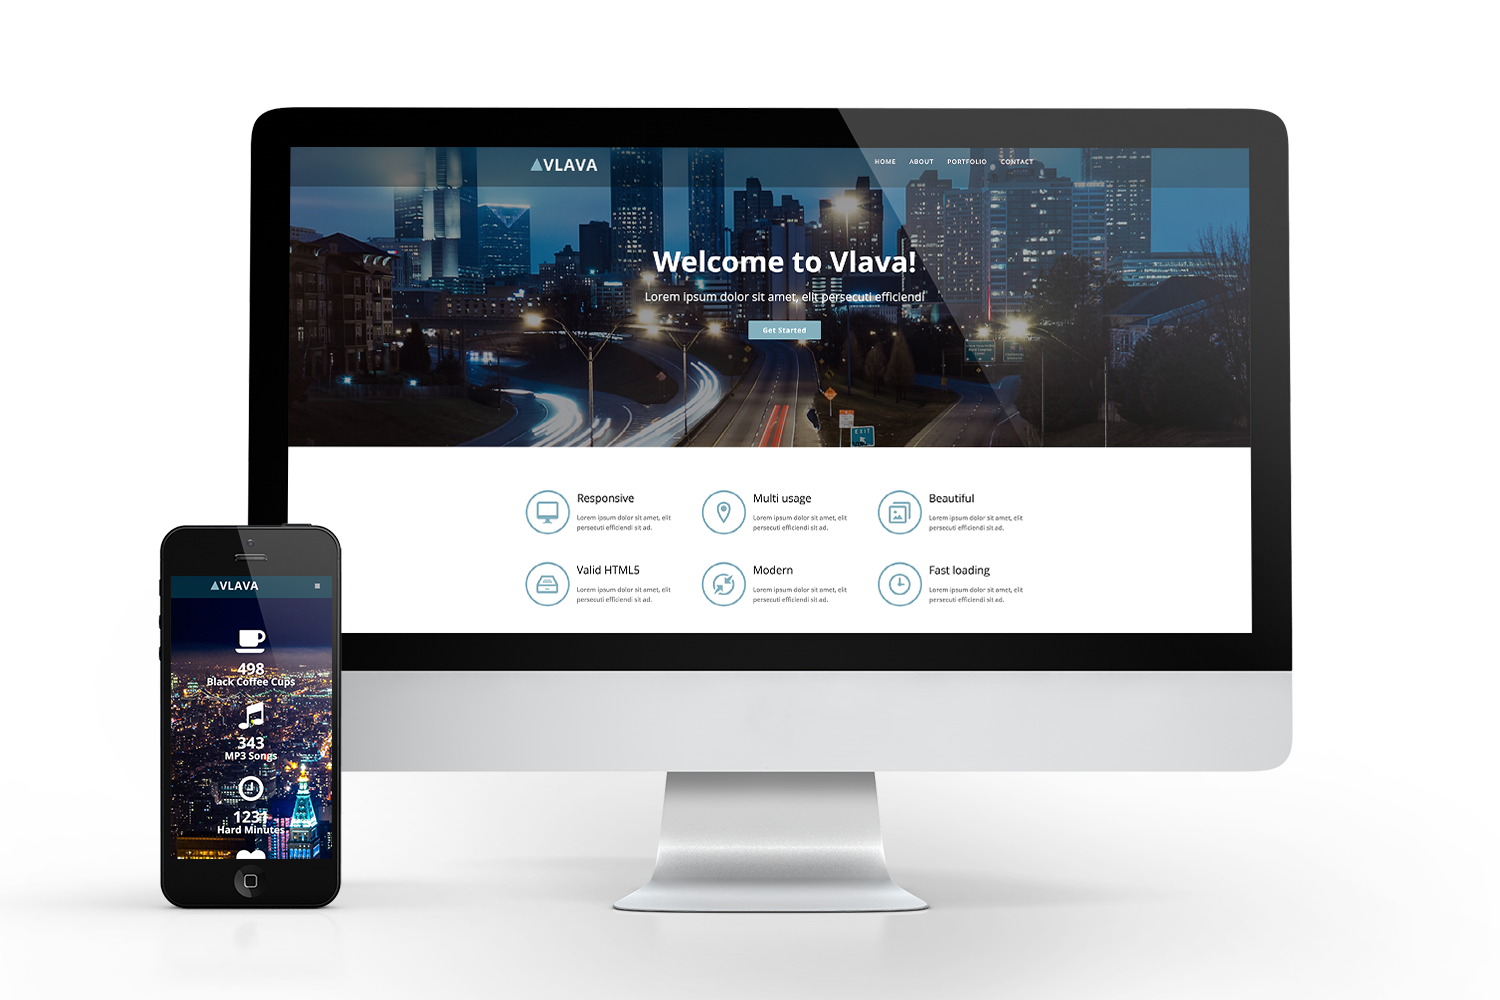 VLAVA
HOME ABOUT PORTFOLIO CONTACT
Welcome to Vlava!
Lorem ipsum dolor sit amet, elit persecuti efficiendi
Get Started
EXIT
Responsive
Lorem ipsum dolor sit amet, elit
persecuti efficiendi sit ad.
Multi usage
Lorem ipsum dolor sit amet, elit
persecuti efficiendi sit ad.
Beautiful
Lorem ipsum dolor sit amet, elit
persecuti efficiendi sit ad.
Valid HTML5
Lorem ipsum dolor sit amet, elit
persecuti efficiendi sit ad.
Modern
Lorem ipsum dolor sit amet, elit
persecuti efficiendi sit ad.
Fast loading
Lorem ipsum dolor sit amet, elit
persecuti efficiendi sit ad.
VLAVA
498
Black Coffee Cups
343
MP3 Songs
1231
Hard Minutes